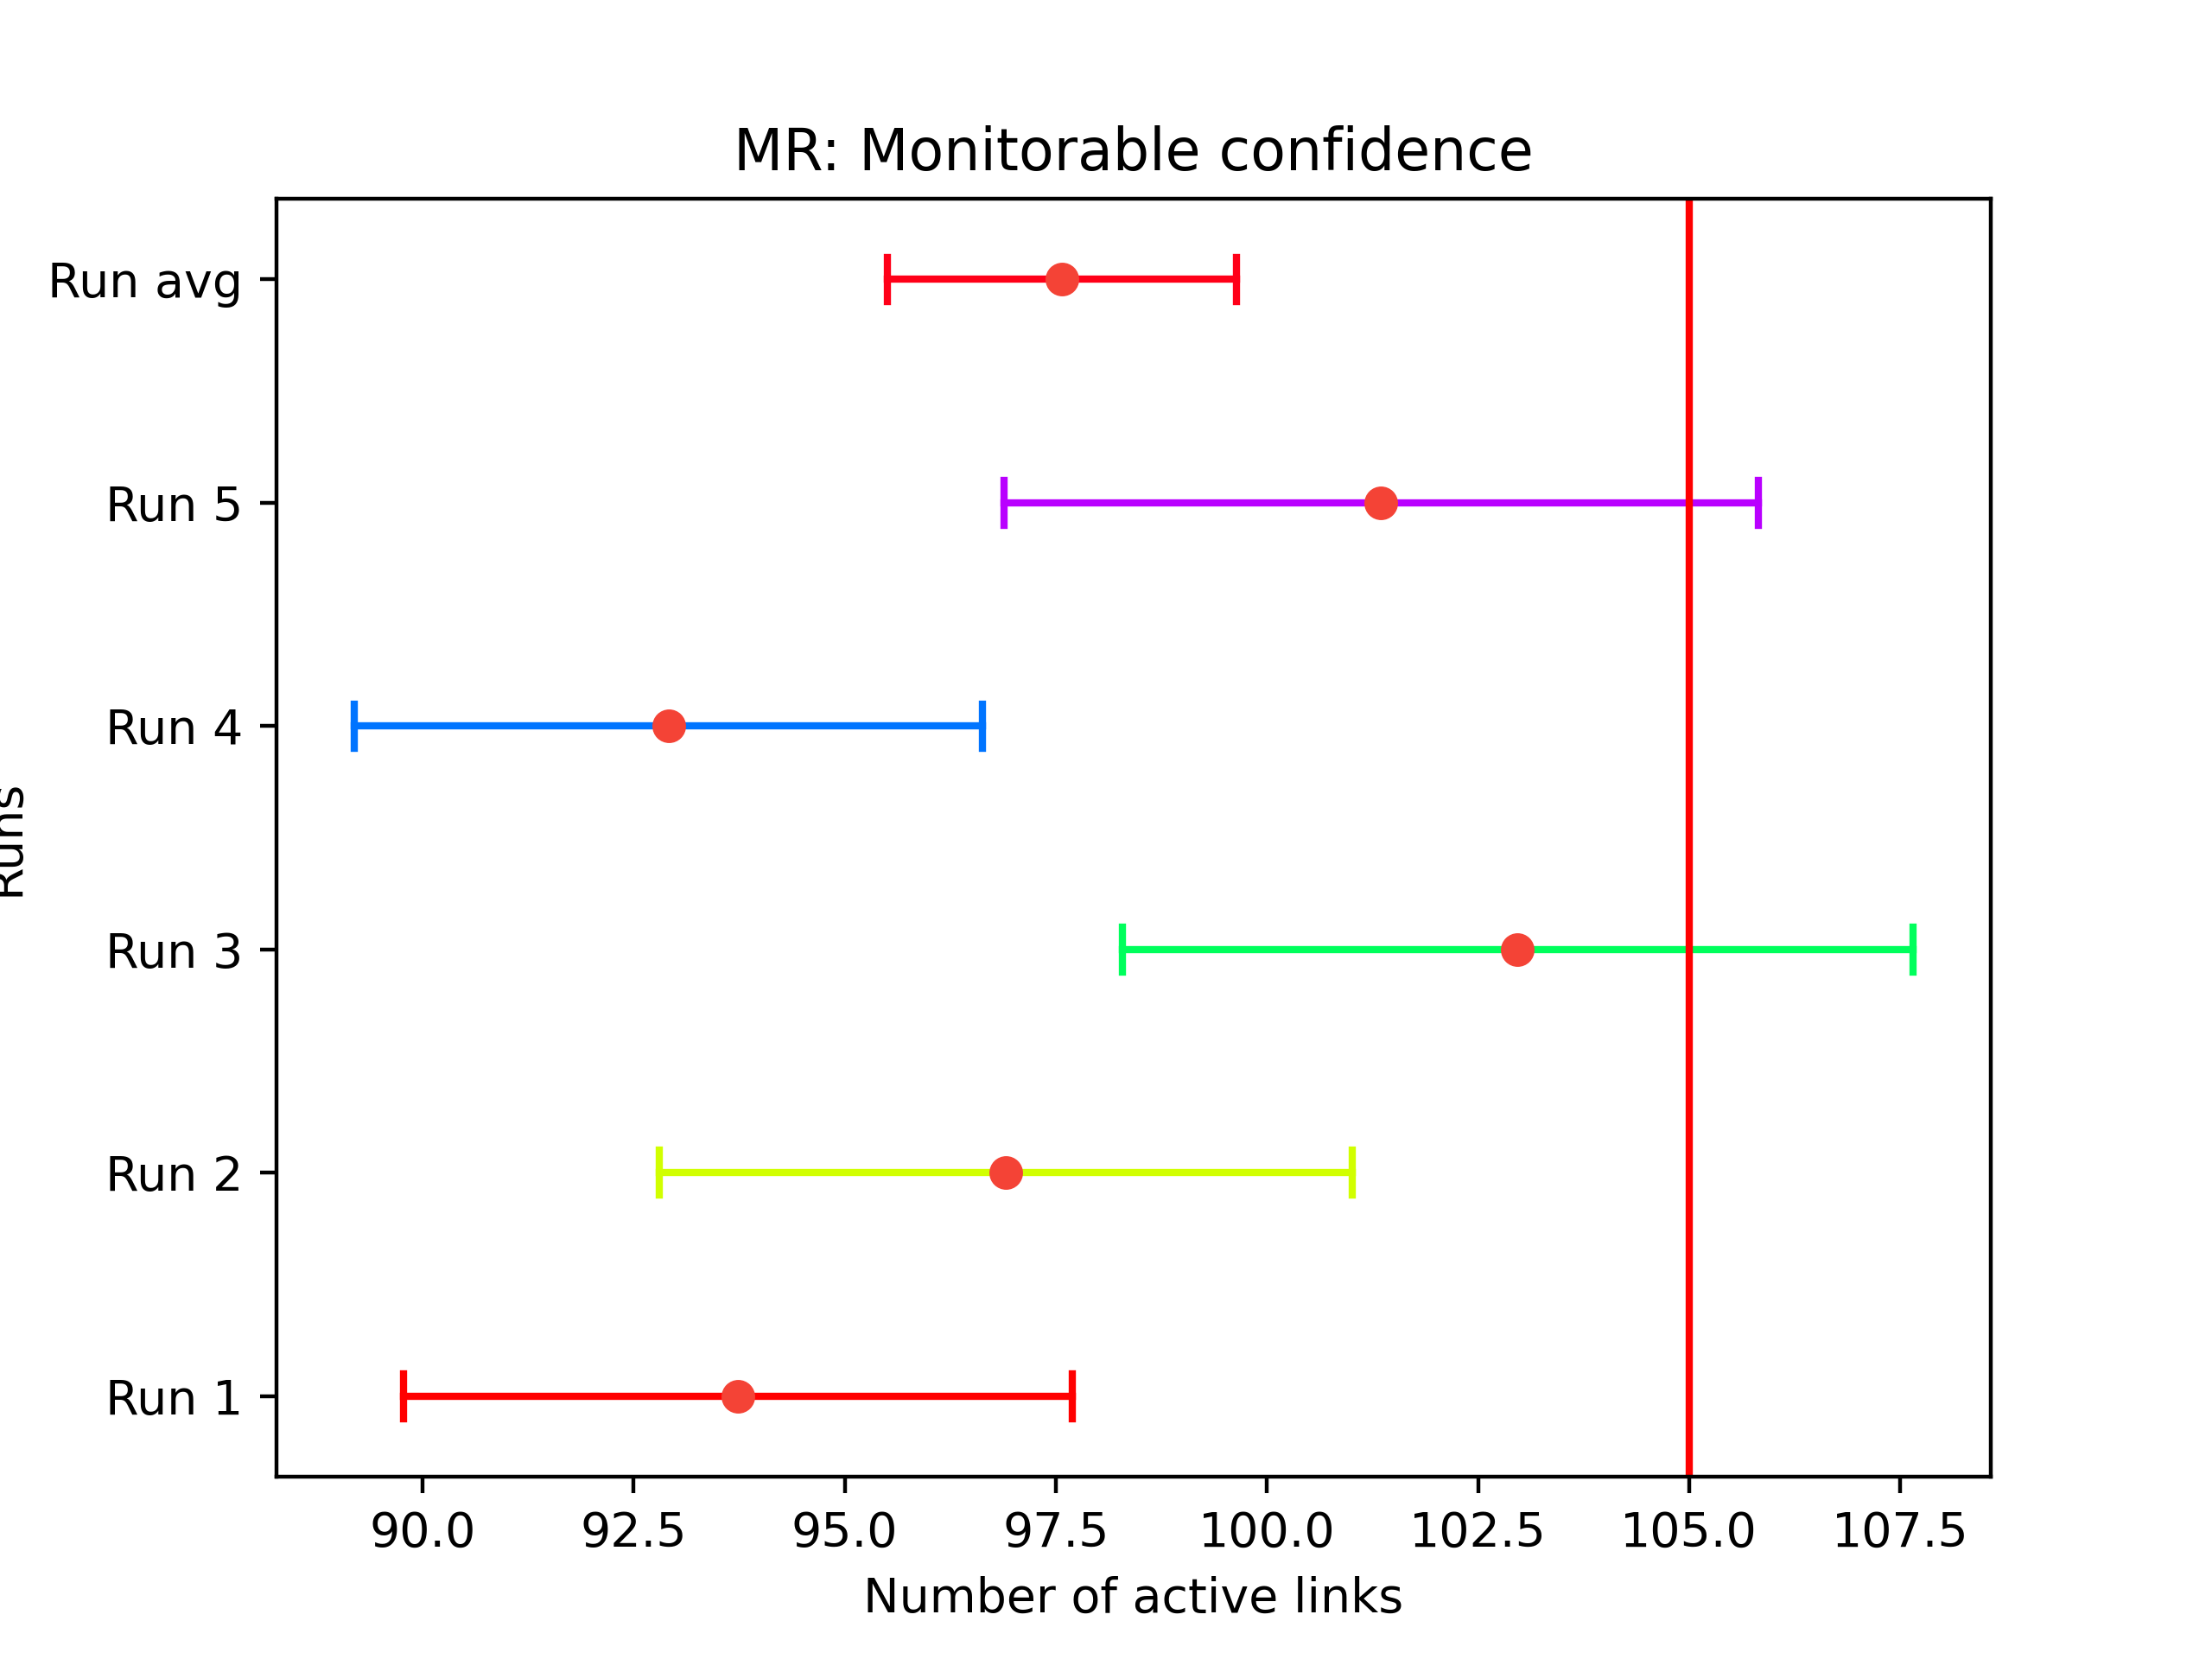 MR: Monitorable confidence
Run avg
Run 5
Run 4
Runs
Run 3
Run 2
Run 1
90.0 92.5 95.0 97.5 100.0 102.5 105.0 107.5
Number of active links